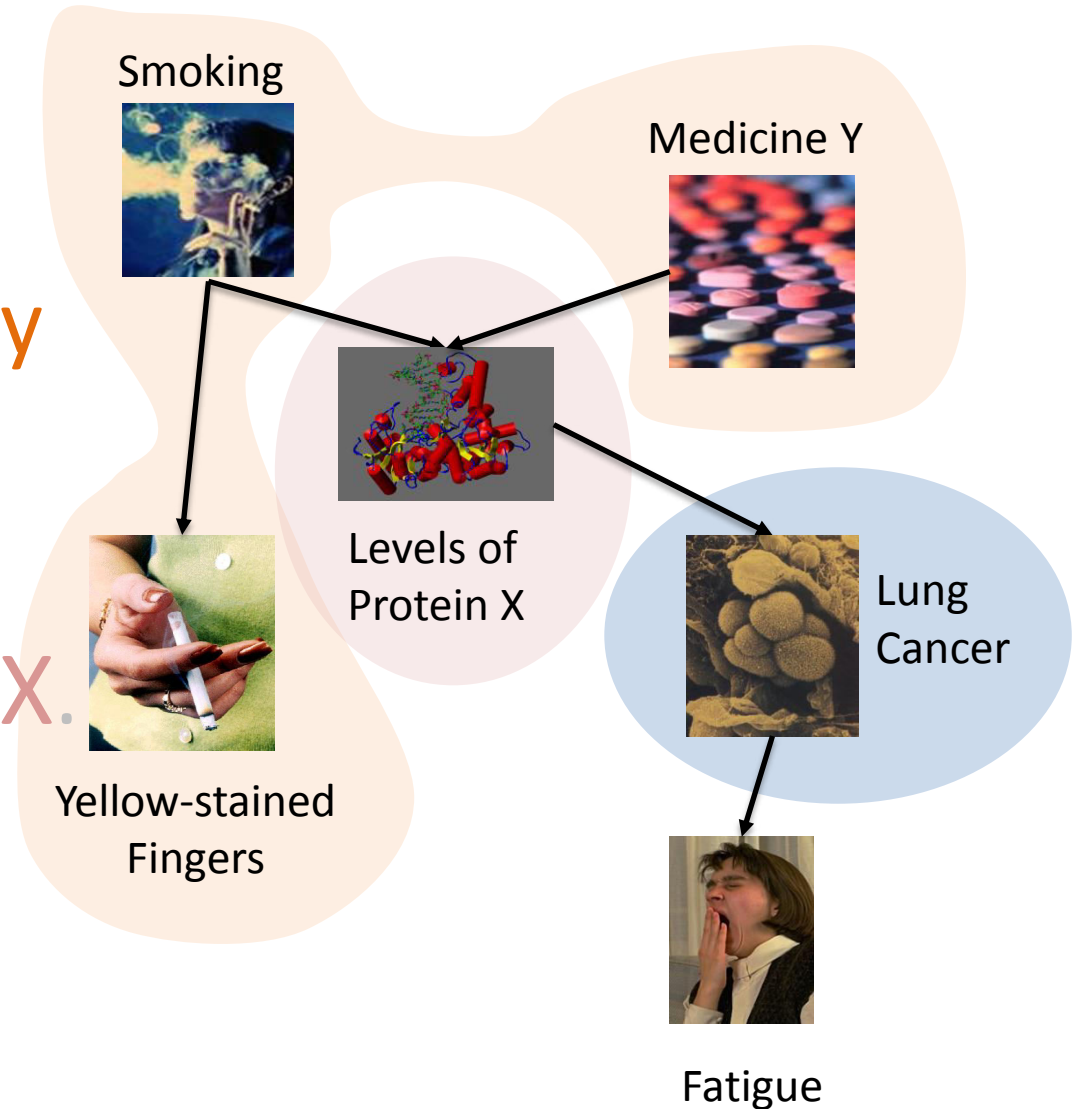 Smoking
Medicine Y
y
Levels of
Protein X
Lung
Cancer
X.
Yellow-stained
Fingers
Fatigue